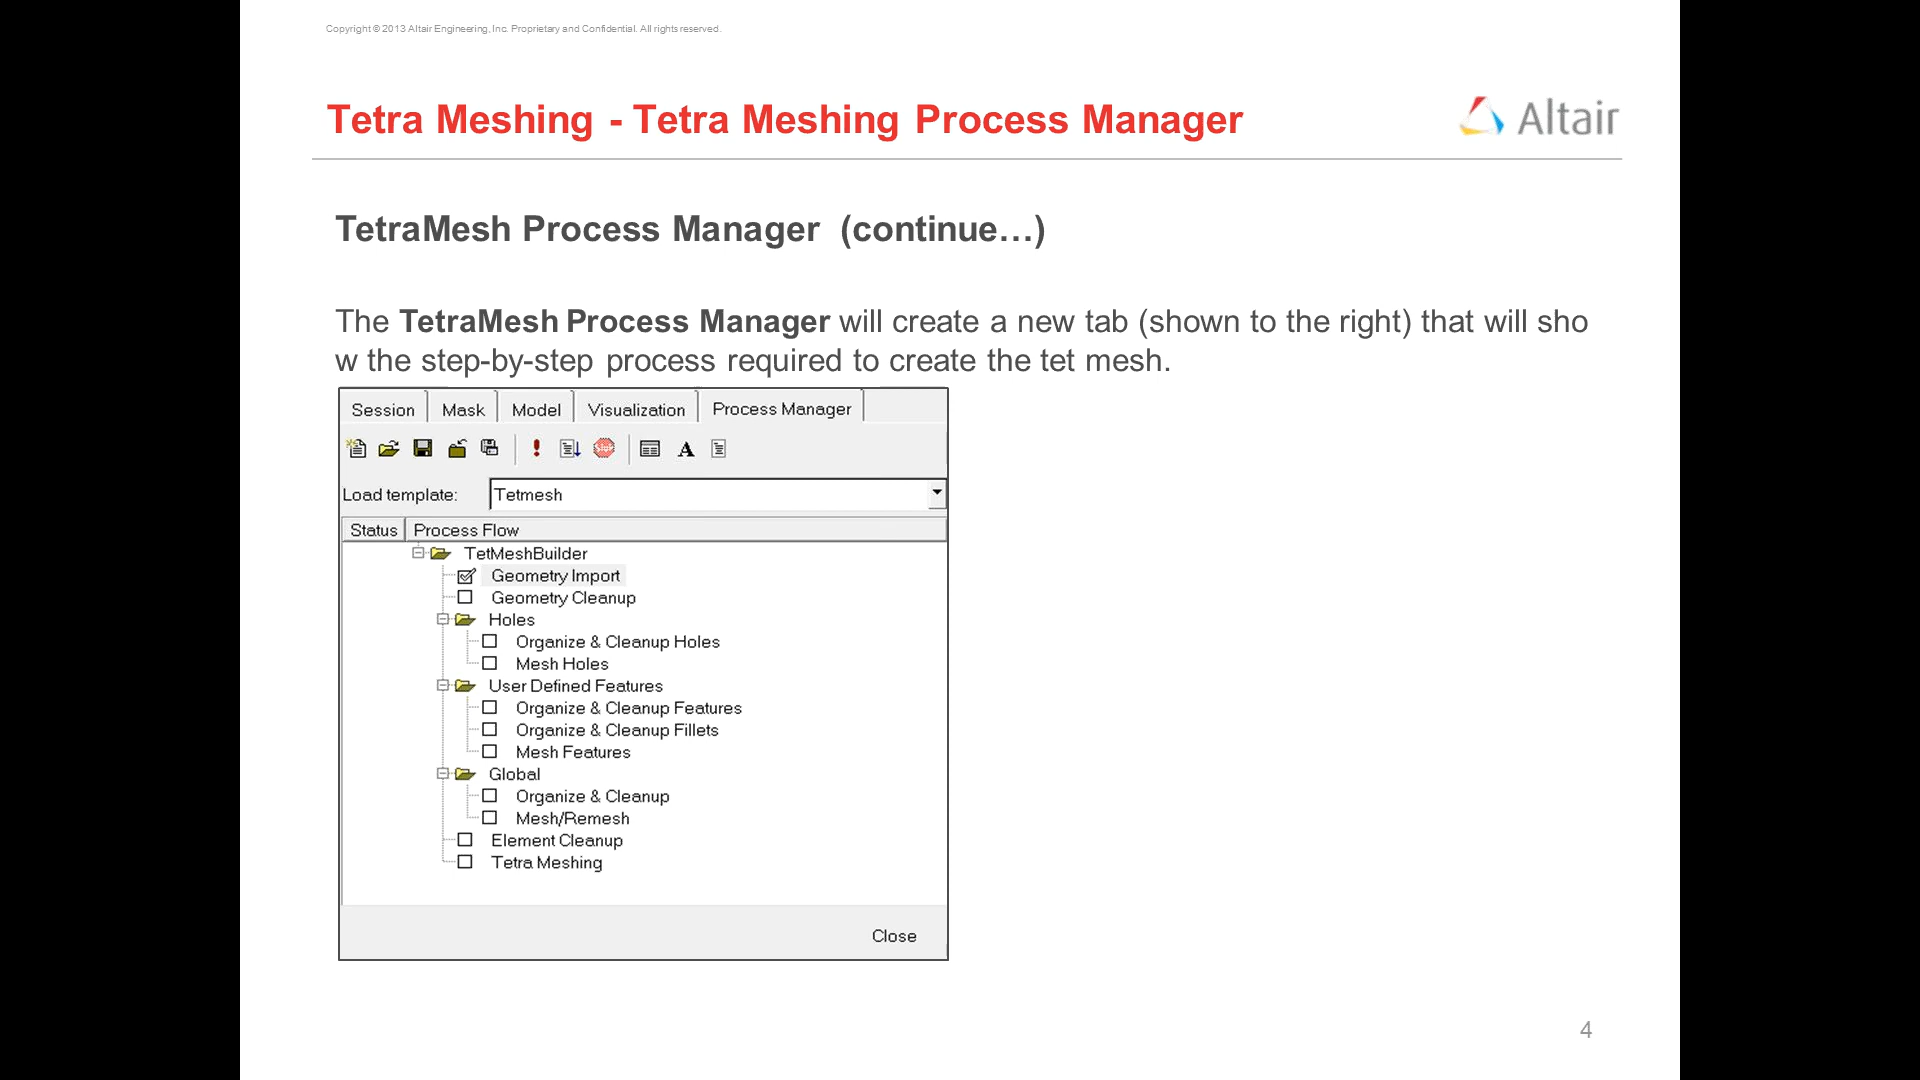 Copyright © 2013 Altair Engineering, Inc. Proprietary and Confidential. All rights reserved.
Tetra Meshing - Tetra Meshing Process Manager
Altair
TetraMesh Process Manager (continue…)
The TetraMesh Process Manager will create a new tab (shown to the right) that will sho
w the step-by-step process required to create the tet mesh.
Session Mask Model Visualization Process Manager
Load template: Tetmesh
Status Process Flow
TetMeshBuilder
Geometry Import
Geometry Cleanup
Holes
Organize & Cleanup Holes
Mesh Holes
User Defined Features
Organize & Cleanup Features
Organize & Cleanup Fillets
Mesh Features
Global
Organize & Cleanup
Mesh/Remesh
Element Cleanup
Tetra Meshing
Close
4